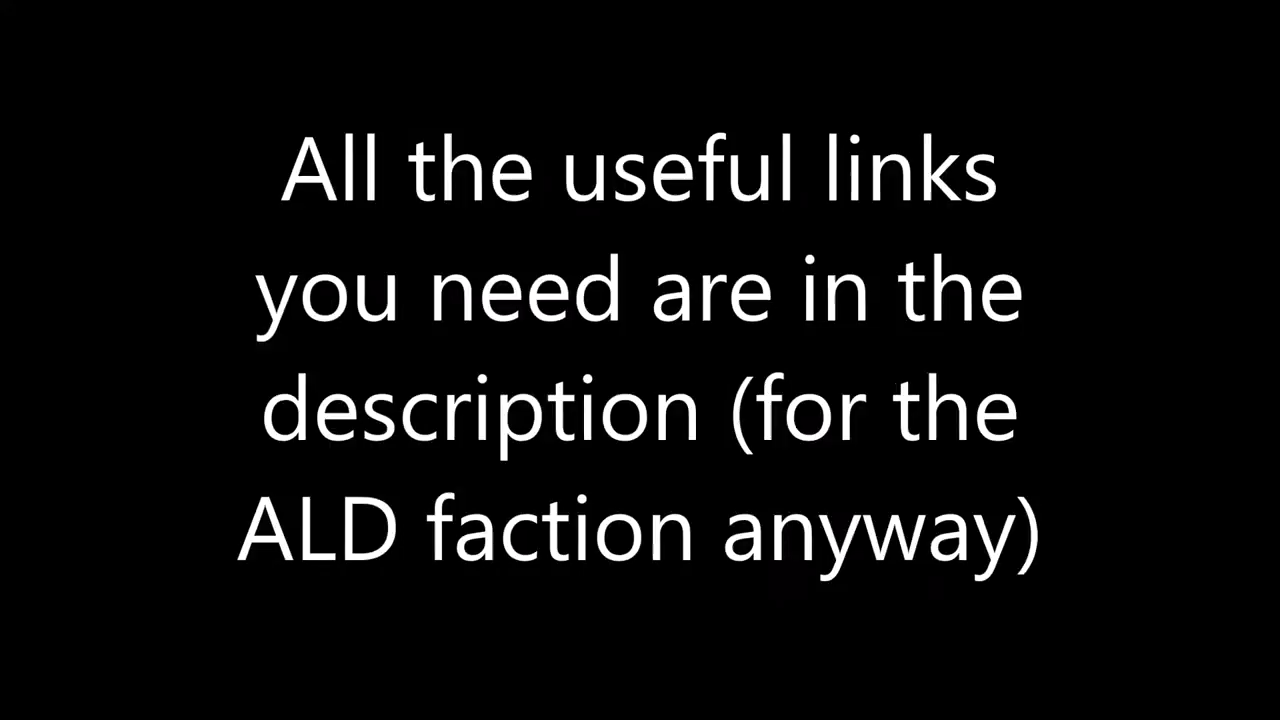 All the useful links
you need are in the
description (for the
ALD faction anyway)